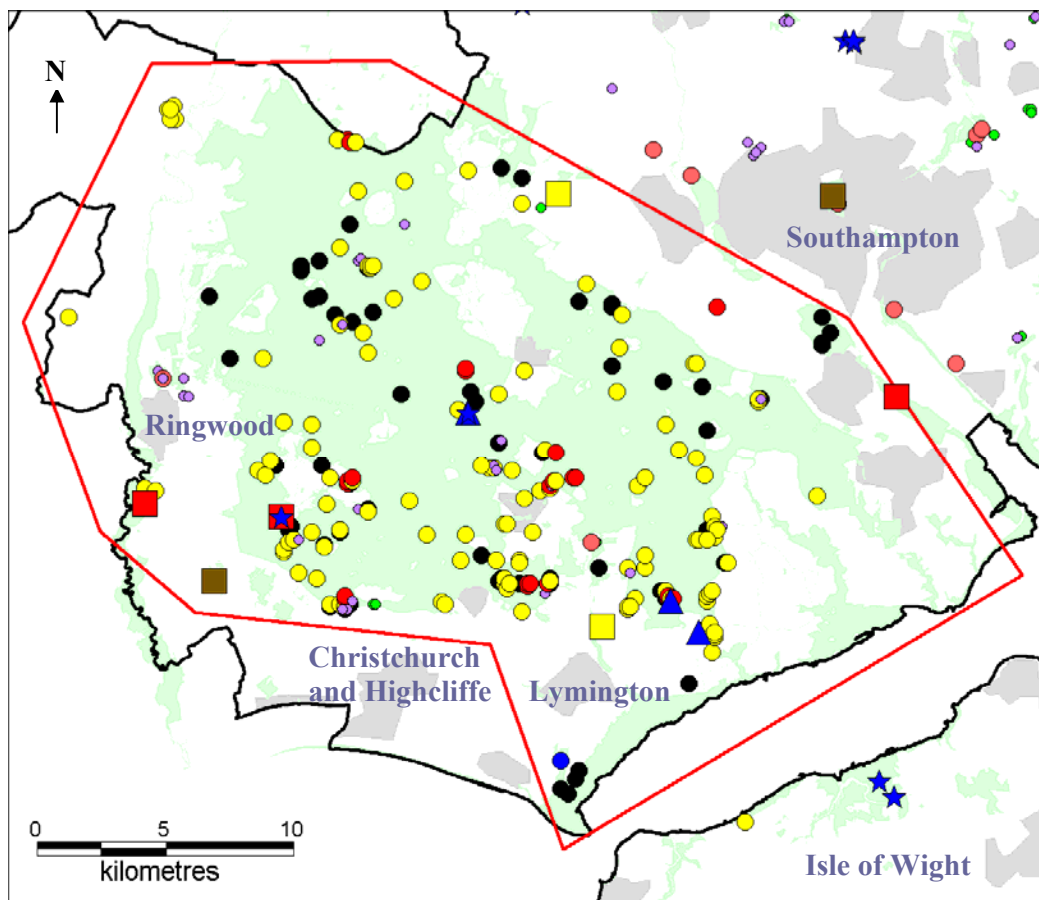 N
Southampton
Ringwood
Christchurch
and Highcliffe
Lymington
0 5 10
kilometres
Isle of Wight